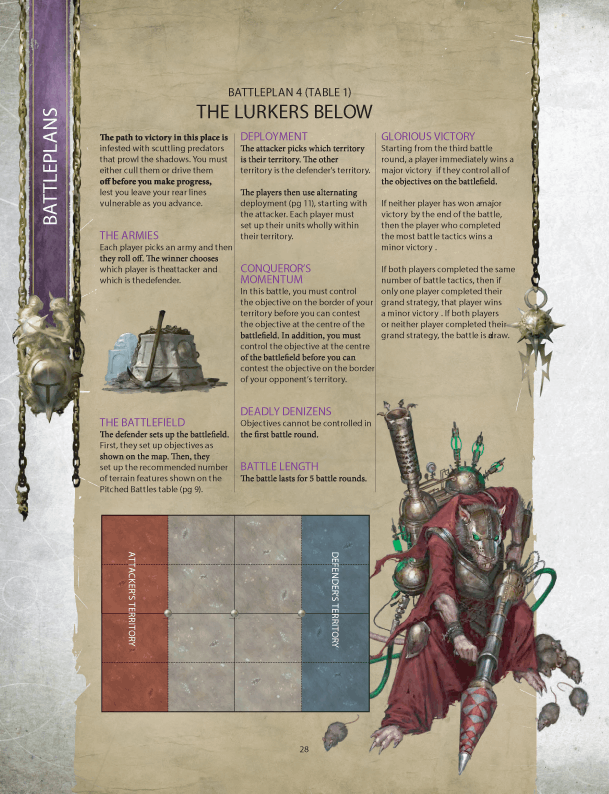 BATTLEPLANS
BATTLEPLAN 4 (TABLE 1)
THE LURKERS BELOW
The path to victory in this place is
infested with scuttling predators
that prowl the shadows. You must
either cull them or drive them
off before you make progress,
lest you leave your rear lines
vulnerable as you advance.
THE ARMIES
Each player picks an army and then
they roll off. The winner chooses
which player is theattacker and
which is thedefender.
THE BATTLEFIELD
The defender sets up the battlefield.
First, they set up objectives as
shown on the map. Then, they
set up the recommended number
of terrain features shown on the
Pitched Battles table (pg 9).
DEPLOYMENT
The attacker picks which territory
is their territory. The other
territory is the defender's territory.
The players then use alternating
deployment (pg 11), starting with
the attacker. Each player must
set up their units wholly within
their territory.
CONQUEROR'S
MOMENTUM
In this battle, you must control
the objective on the border of your
territory before you can contest
the objective at the centre of the
battlefield. In addition, you must
control the objective at the centre
of the battlefield before you can
contest the objective on the border
of your opponent's territory.
DEADLY DENIZENS
Objectives cannot be controlled in
the first battle round.
BATTLE LENGTH
The battle lasts for 5 battle rounds.
GLORIOUS VICTORY
Starting from the third battle
round, a player immediately wins a
major victory if they control all of
the objectives on the battlefield.
If neither player has won amajor
victory by the end of the battle,
then the player who completed
the most battle tactics wins a
minor victory .
If both players completed the same
number of battle tactics, then if
only one player completed their
grand strategy, that player wins
a minor victory . If both players
or neither player completed their
grand strategy, the battle is draw.
ATTACKER'S TERRITORY
DEFENDER'S TERRITORY
28